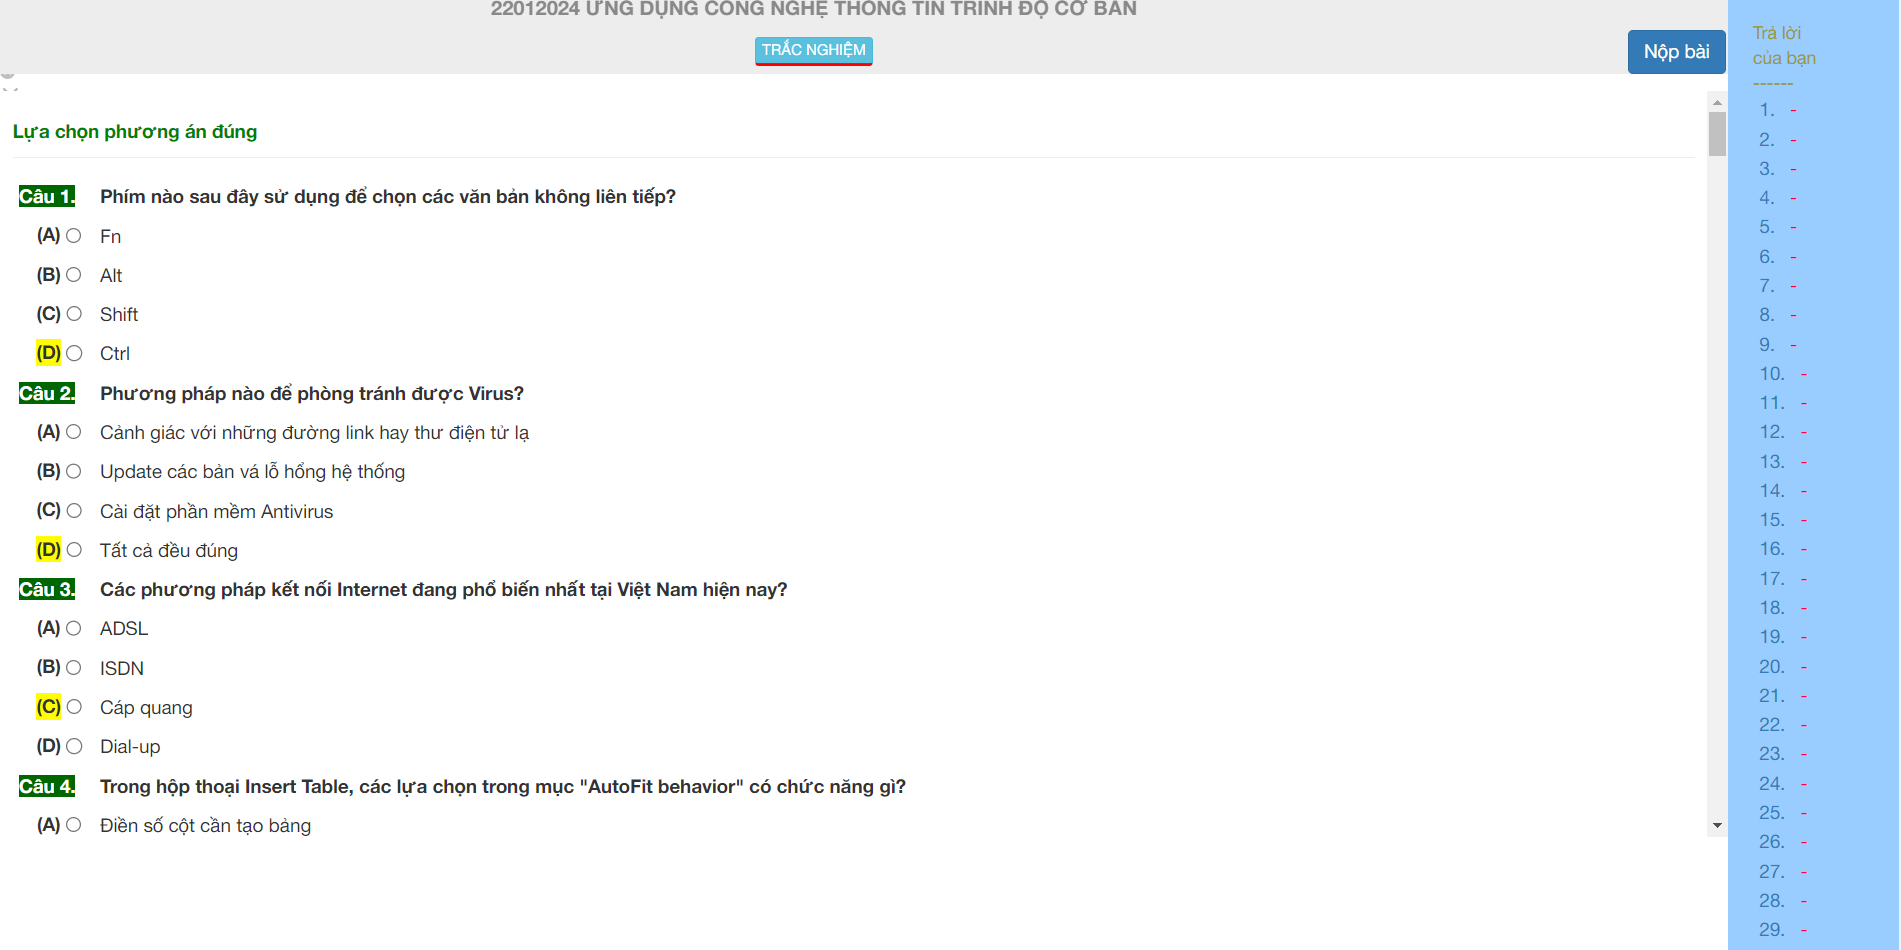 22012024 ỨNG DỤNG CÔNG NGHỆ THÔNG TIN TRÌNH ĐỘ CƠ BẢN
TRẮC NGHIỆM
Nộp bài
Lựa chọn phương án đúng
Câu 1. Phím nào sau đây sử dụng để chọn các văn bản không liên tiếp?
(A) Fn
(B) Alt
(C) Shift
(D) Ctrl
Câu 2. Phương pháp nào để phòng tránh được Virus?
(A) Cảnh giác với những đường link hay thư điện tử lạ
(B) Update các bản vá lỗ hổng hệ thống
(C) Cài đặt phần mềm Antivirus
(D) Tất cả đều đúng
Câu 3. Các phương pháp kết nối Internet đang phổ biến nhất tại Việt Nam hiện nay?
(A) ADSL
(B) ISDN
(C) Cáp quang
(D) Dial-up
Câu 4. Trong hộp thoại Insert Table, các lựa chọn trong mục "AutoFit behavior" có chức năng gì?
(A) Điền số cột cần tạo bảng
Trả lời
của bạn
------
1. -
2. -
3. -
4. -
5. -
6. -
7. -
8. -
9. -
10. -
11. -
12. -
13. -
14. -
15. -
16. -
17. -
18. -
19. -
20. -
21. -
22. -
23. -
24. -
25. -
26. -
27. -
28. -
29. -